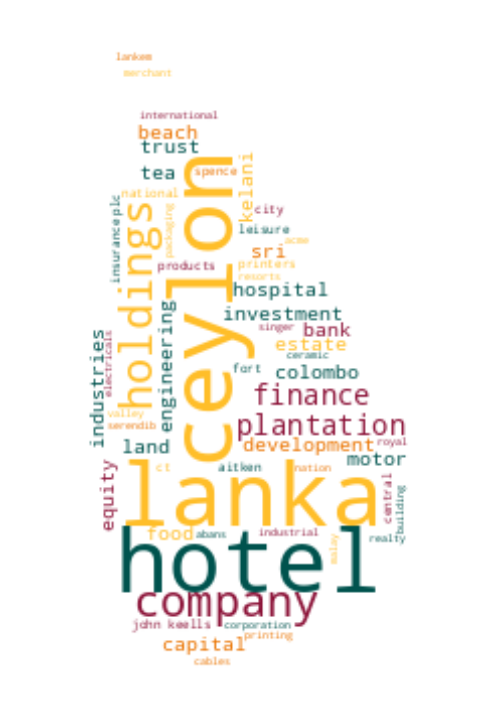 lankem
merchant
international
beach
trust
tea
spence
kelani
national
holdings
ceylon
packaging
insurance plc
city
leisure
acme
sri
products
printers
resorts
hospital
engineering
investment
singer
bank
industries
electricals
estate
ceramic
fort
colombo
finance
valley
serendib
plantation
land
development
royal
motor
equity
ct
aitken
nation
lanka
central
building
food
abans
industrial
malay
realty
hotel
company
john keells
corporation
printing
capital
cables